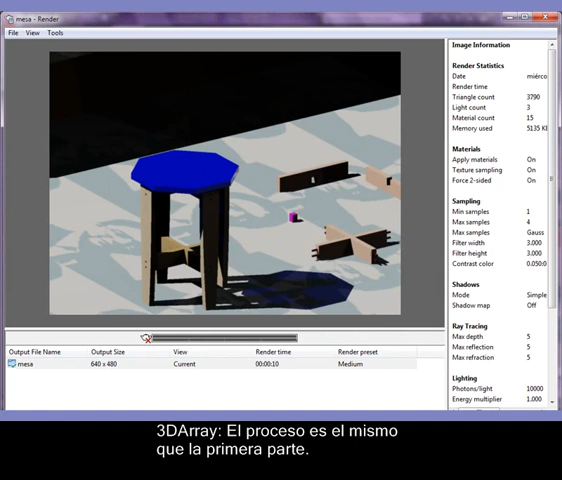 mesa - Render
File View Tools
Image Information
Render Statistics
Date miérco
Render time
Triangle count 3790
Light count 3
Material count 15
Memory used 5135 K
Materials
Apply materials On
Texture sampling On
Force 2-sided On
Sampling
Min samples 1
Max samples 4
Max samples Gauss
Filter width 3.000
Filter height 3.000
Contrast color 0.050:0
Shadows
Mode Simple
Shadow map Off
Ray Tracing
Max depth 5
Max reflection 5
Max refraction 5
Lighting
Photons/light 10000
Energy multiplier 1.000
Output File Name Output Size View Render time Render preset
mesa 640 x 480 Current 00:00:10 Medium
3DArray: El proceso es el mismo
que la primera parte.